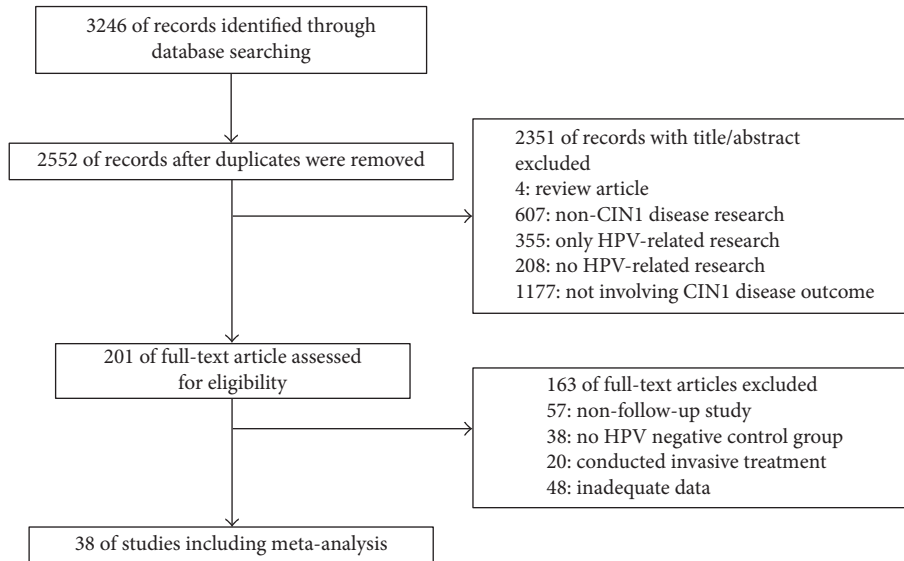 3246 of records identified through
database searching
2552 of records after duplicates were removed
2351 of records with title/abstract
excluded
4: review article
607: non-CIN1 disease research
355: only HPV-related research
208: no HPV-related research
1177: not involving CIN1 disease outcome
201 of full-text article assessed
for eligibility
163 of full-text articles excluded
57: non-follow-up study
38: no HPV negative control group
20: conducted invasive treatment
48: inadequate data
38 of studies including meta-analysis